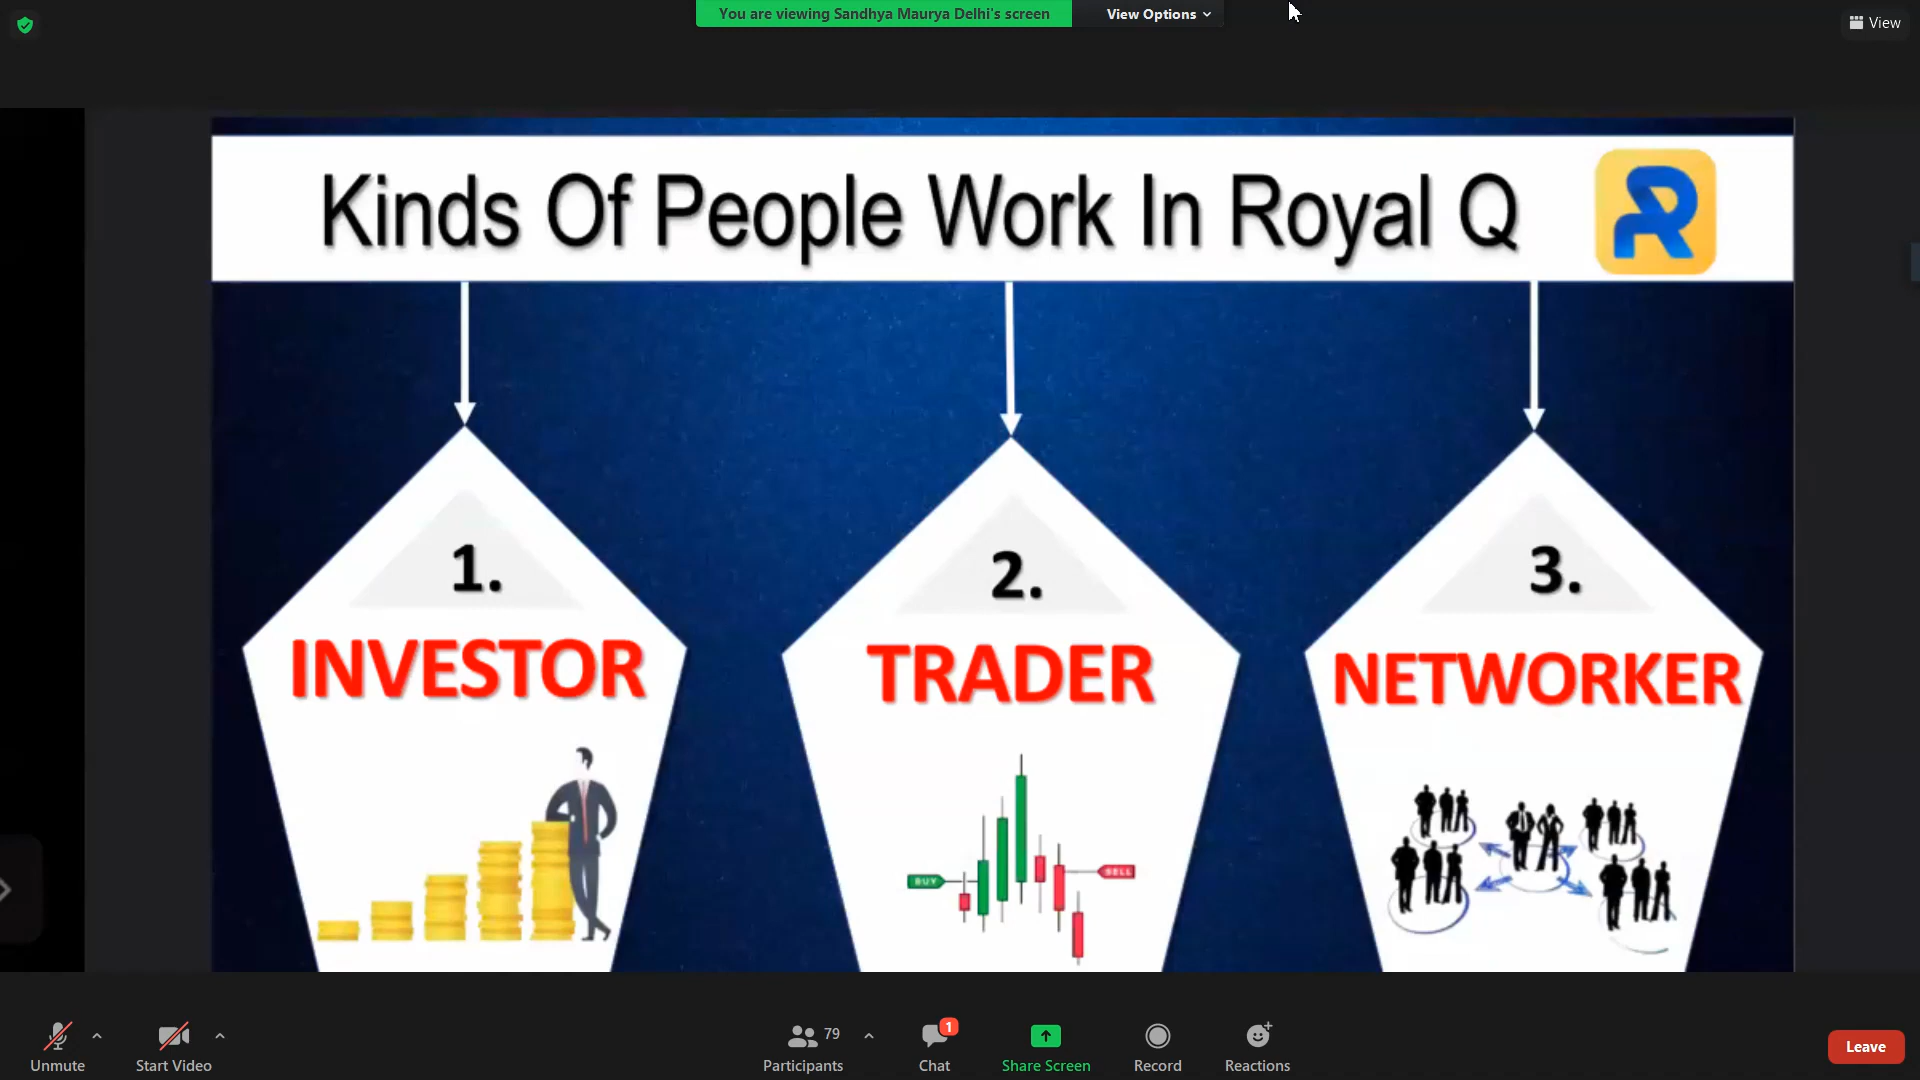 You are viewing Sandhya Maurya Delhi's screen
View Options
View
Kinds Of People Work In Royal Q
1.
INVESTOR
2.
TRADER
BUY
SELL
3.
NETWORKER
Unmute
Start Video
79
Participants
1
Chat
Share Screen
Record
Reactions
Leave